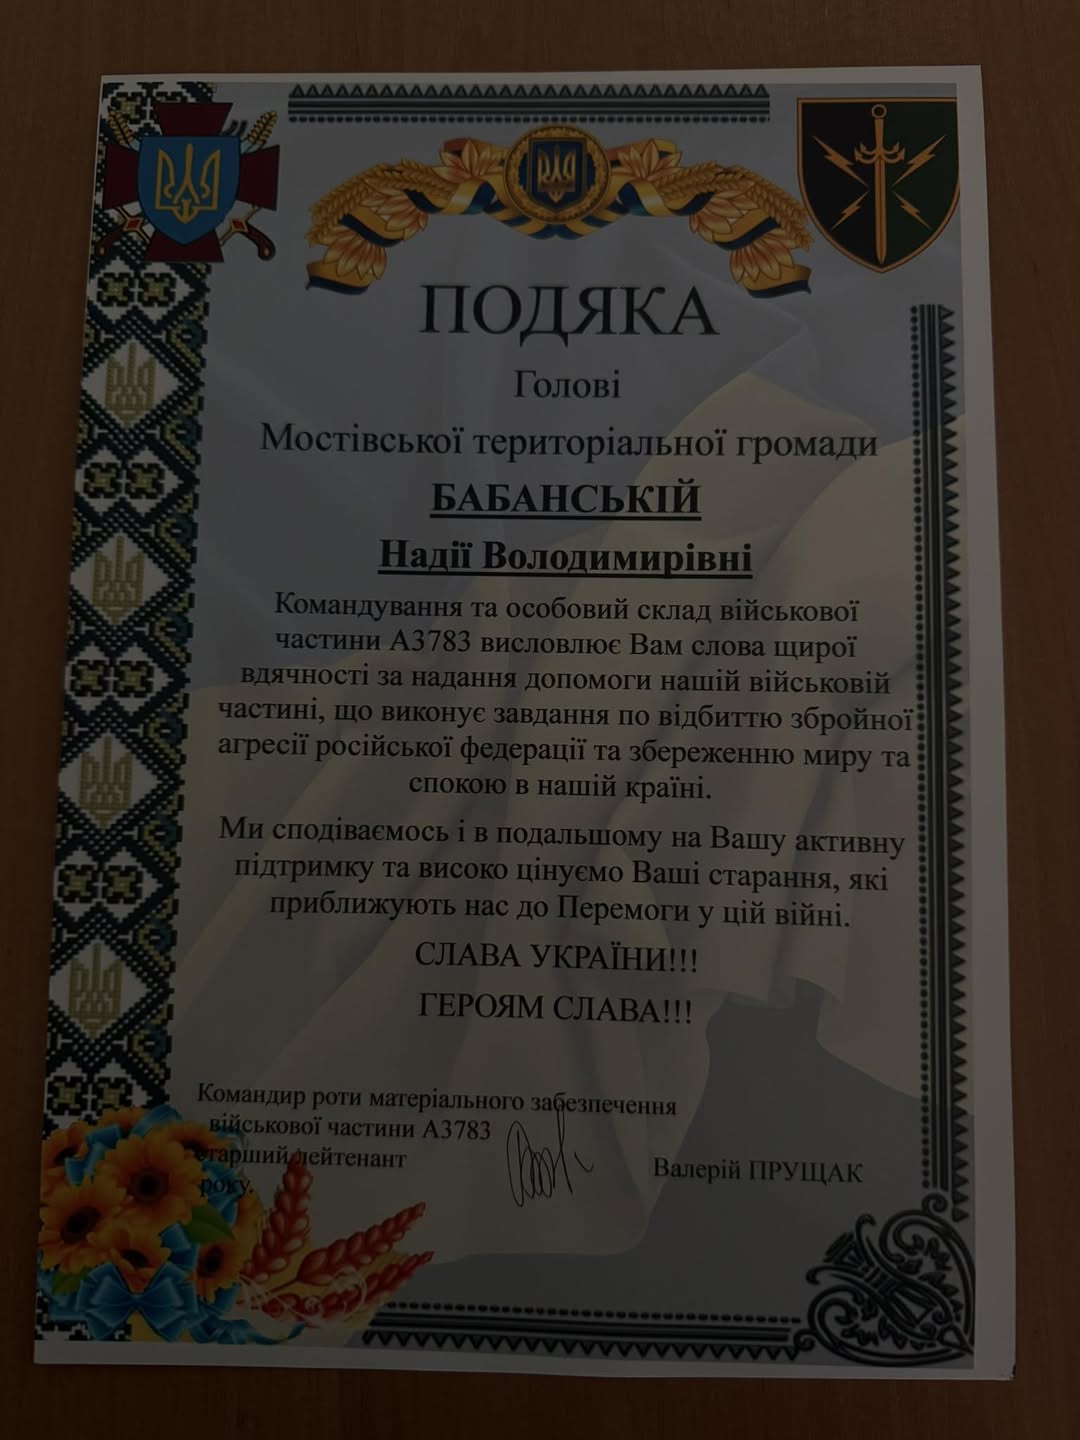 ПОДЯКА
Голові
Мостівської територіальної громади
БАБАНСЬКІЙ
Надії Володимирівні
Командування та особовий склад військової
частини А3783 висловлює Вам слова щирої
вдячності за надання допомоги нашій військовій
частині, що виконує завдання по відбиттю збройної
агресії російської федерації та збереженню миру та
спокою в нашій країні.
Ми сподіваємось і в подальшому на Вашу активну
підтримку та високо цінуємо Ваші старання, які
приближують нас до Перемоги у цій війні.
СЛАВА УКРАЇНИ!!!
ГЕРОЯМ СЛАВА!!!
Командир роти матеріального забезпечення
військової частини А3783
старший лейтенант
Валерій ПРУЩАК
року.